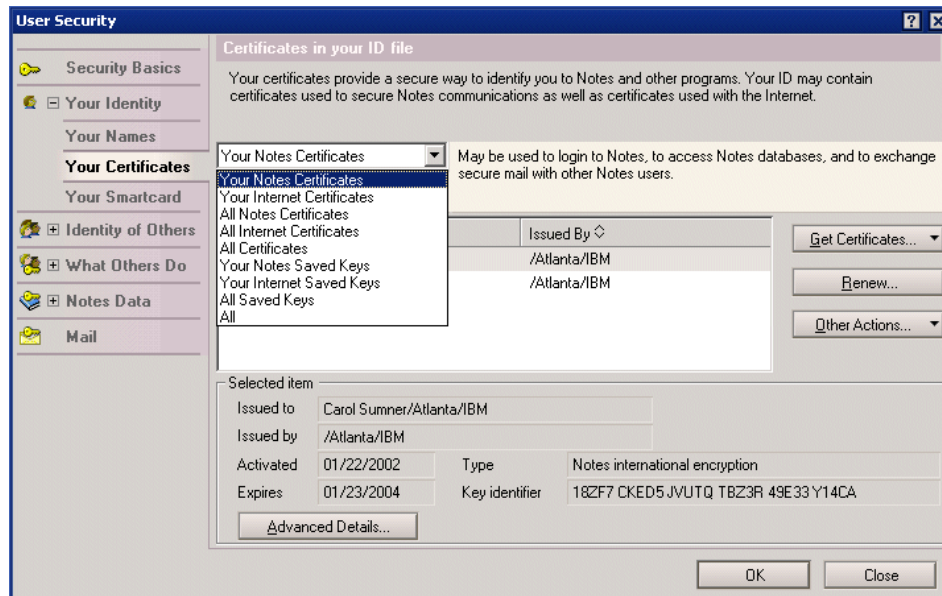 User Security
Security Basics
Your Identity
Your Names
Your Certificates
Your Smartcard
Identity of Others
What Others Do
Notes Data
Mail
Certificates in your ID file
Your certificates provide a secure way to identify you to Notes and other programs. Your ID may contain
certificates used to secure Notes communications as well as certificates used with the Internet.
Your Notes Certificates
May be used to login to Notes, to access Notes databases, and to exchange
secure mail with other Notes users.
Your Notes Certificates
Your Internet Certificates
All Notes Certificates
All Internet Certificates
All Certificates
Your Notes Saved Keys
Your Internet Saved Keys
All Saved Keys
All
Issued By
/Atlanta/IBM
/Atlanta/IBM
Get Certificates...
Renew...
Other Actions...
Selected item
Issued to Carol Sumner/Atlanta/IBM
Issued by /Atlanta/IBM
Activated 01/22/2002 Type Notes international encryption
Expires 01/23/2004 Key identifier 18ZF7 CKED5 JVUTQ TBZ3R 49E33 Y14CA
Advanced Details...
OK Close